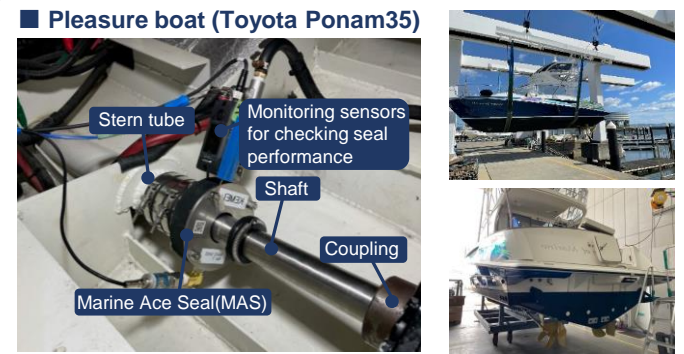 ■ Pleasure boat (Toyota Ponam35)
Stern tube
Monitoring sensors
for checking seal
performance
Shaft
Coupling
Marine Ace Seal(MAS)